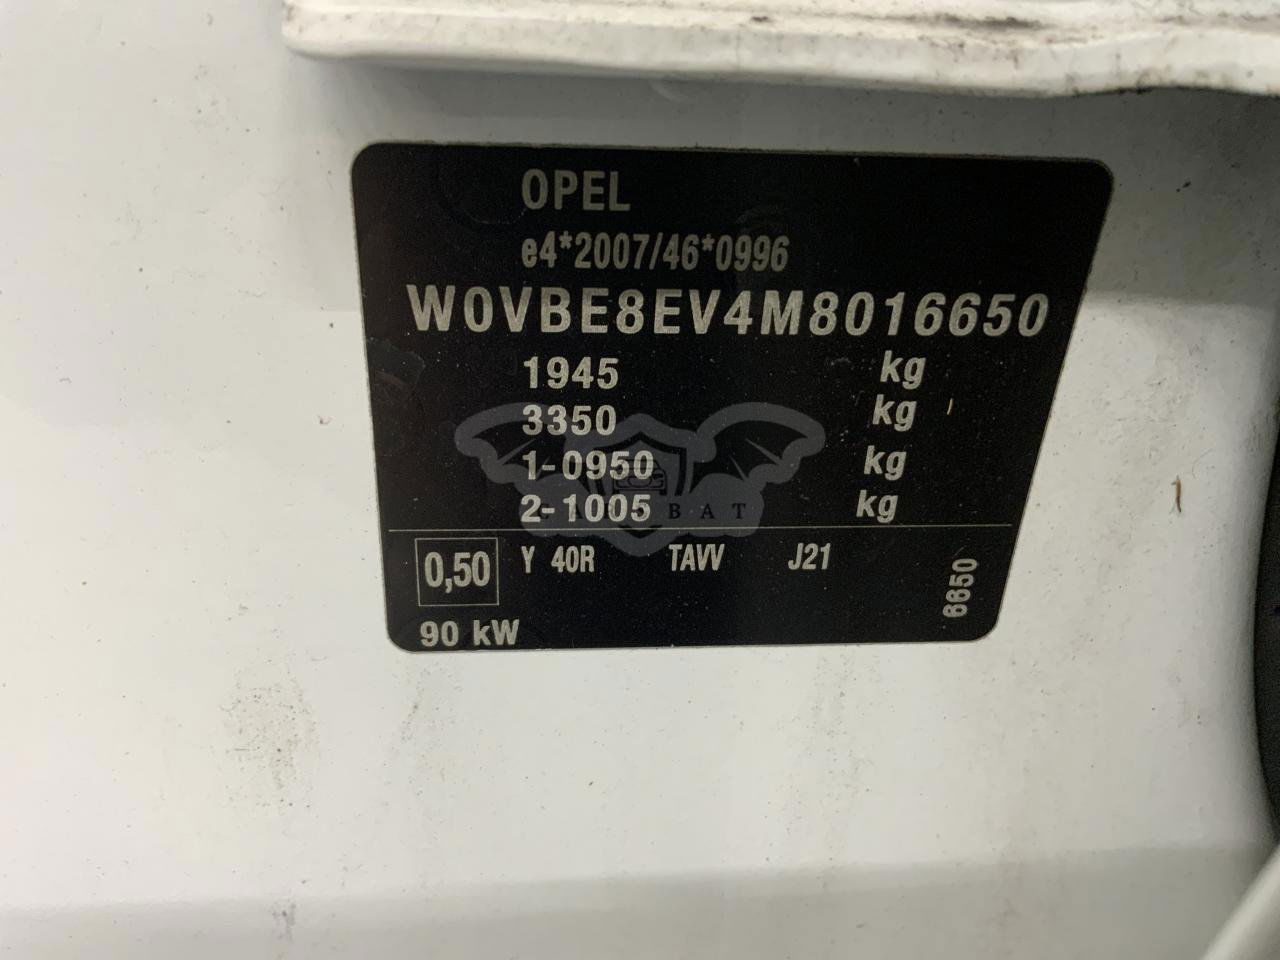 OPEL
e4*2007/46*0996
W0VBE8EV4M8016650
1945 kg
3350 kg
1-0950 kg
2-1005 kg
0,50 Y 40R TAVV J21
6650
90 kW